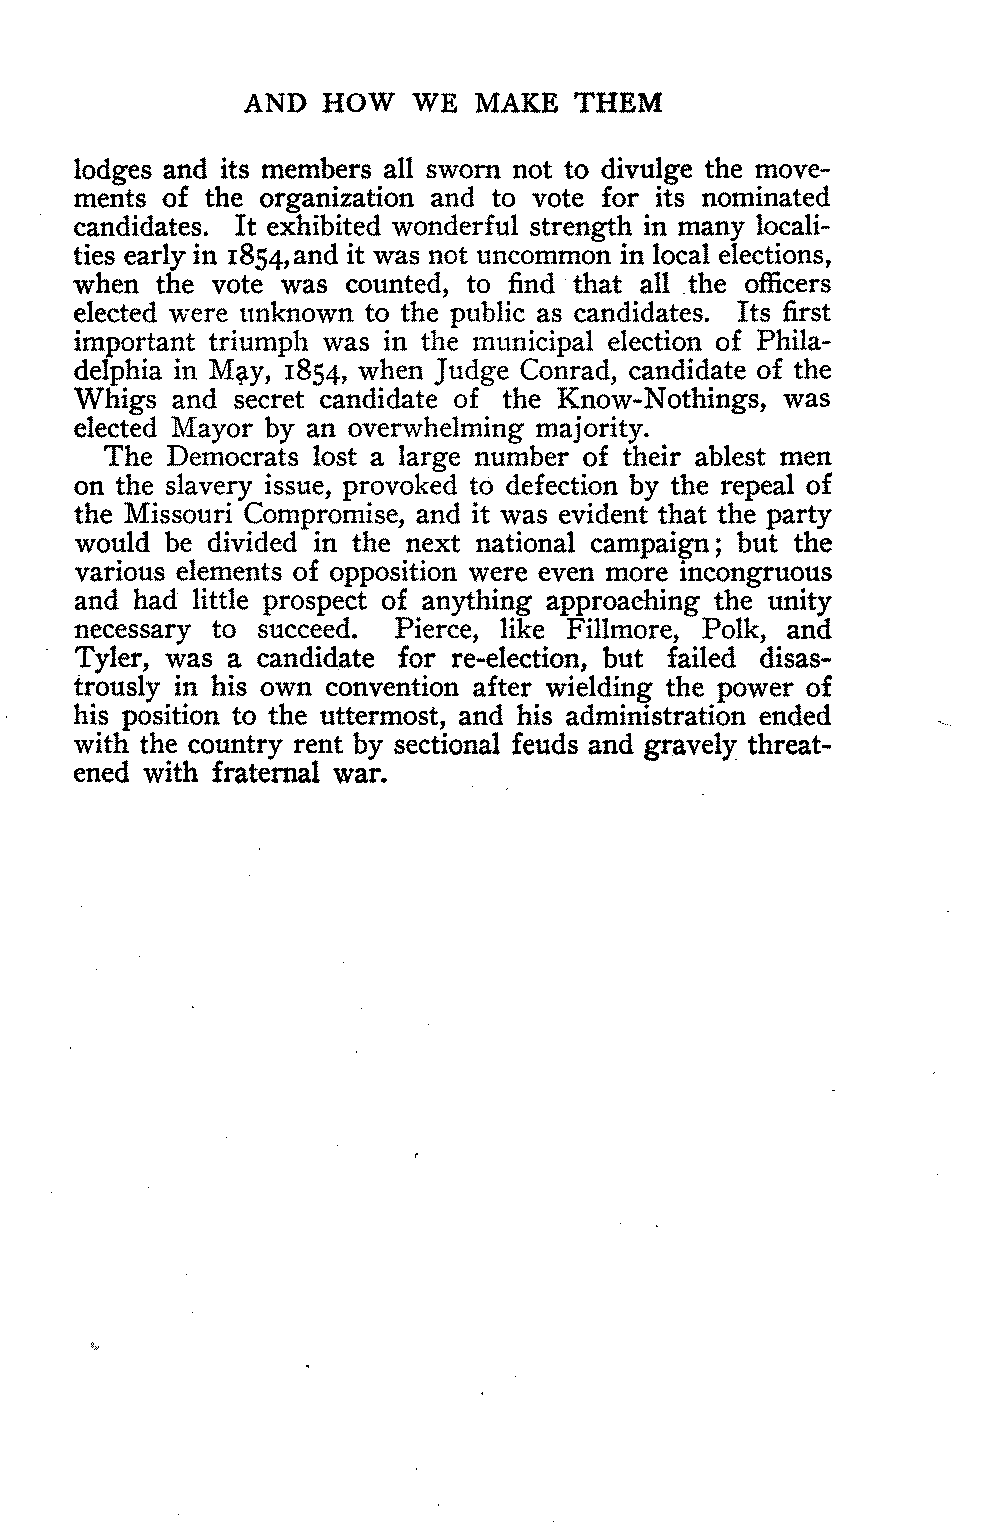 AND HOW WE MAKE THEM
lodges and its members all sworn not to divulge the move-
ments of the organization and to vote for its nominated
candidates. It exhibited wonderful strength in many locali-
ties early in 1854, and it was not uncommon in local elections,
when the vote was counted, to find that all the officers
elected were unknown to the public as candidates. Its first
important triumph was in the municipal election of Phila-
delphia in May, 1854, when Judge Conrad, candidate of the
Whigs and secret candidate of the Know-Nothings, was
elected Mayor by an overwhelming majority.
The Democrats lost a large number of their ablest men
on the slavery issue, provoked to defection by the repeal of
the Missouri Compromise, and it was evident that the party
would be divided in the next national campaign; but the
various elements of opposition were even more incongruous
and had little prospect of anything approaching the unity
necessary to succeed. Pierce, like Fillmore, Polk, and
Tyler, was a candidate for re-election, but failed disas-
trously in his own convention after wielding the power of
his position to the uttermost, and his administration ended
with the country rent by sectional feuds and gravely threat-
ened with fraternal war.